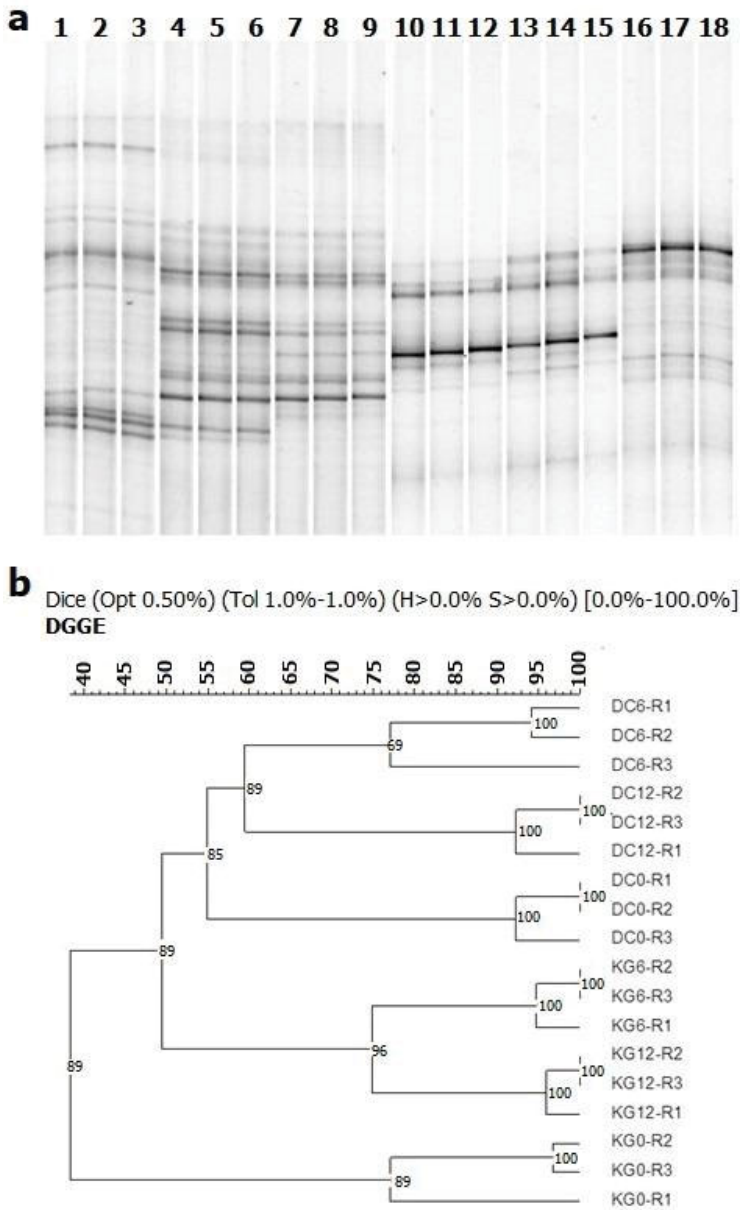 a
1 2 3 4 5 6 7 8 9 10 11 12 13 14 15 16 17 18
b
Dice (Opt 0.50%) (Tol 1.0%-1.0%) (H>0.0% S>0.0%) [0.0%-100.0%]
DGGE
40 45 50 55 60 65 70 75 80 85 90 95 100
DC6-R1
100
DC6-R2
69
DC6-R3
89
DC12-R2
100
DC12-R3
100
DC12-R1
85
DC0-R1
100
DC0-R2
100
DC0-R3
89
KG6-R2
100
KG6-R3
100
KG6-R1
96
KG12-R2
100
KG12-R3
100
KG12-R1
89
KG0-R2
100
KG0-R3
89
KG0-R1